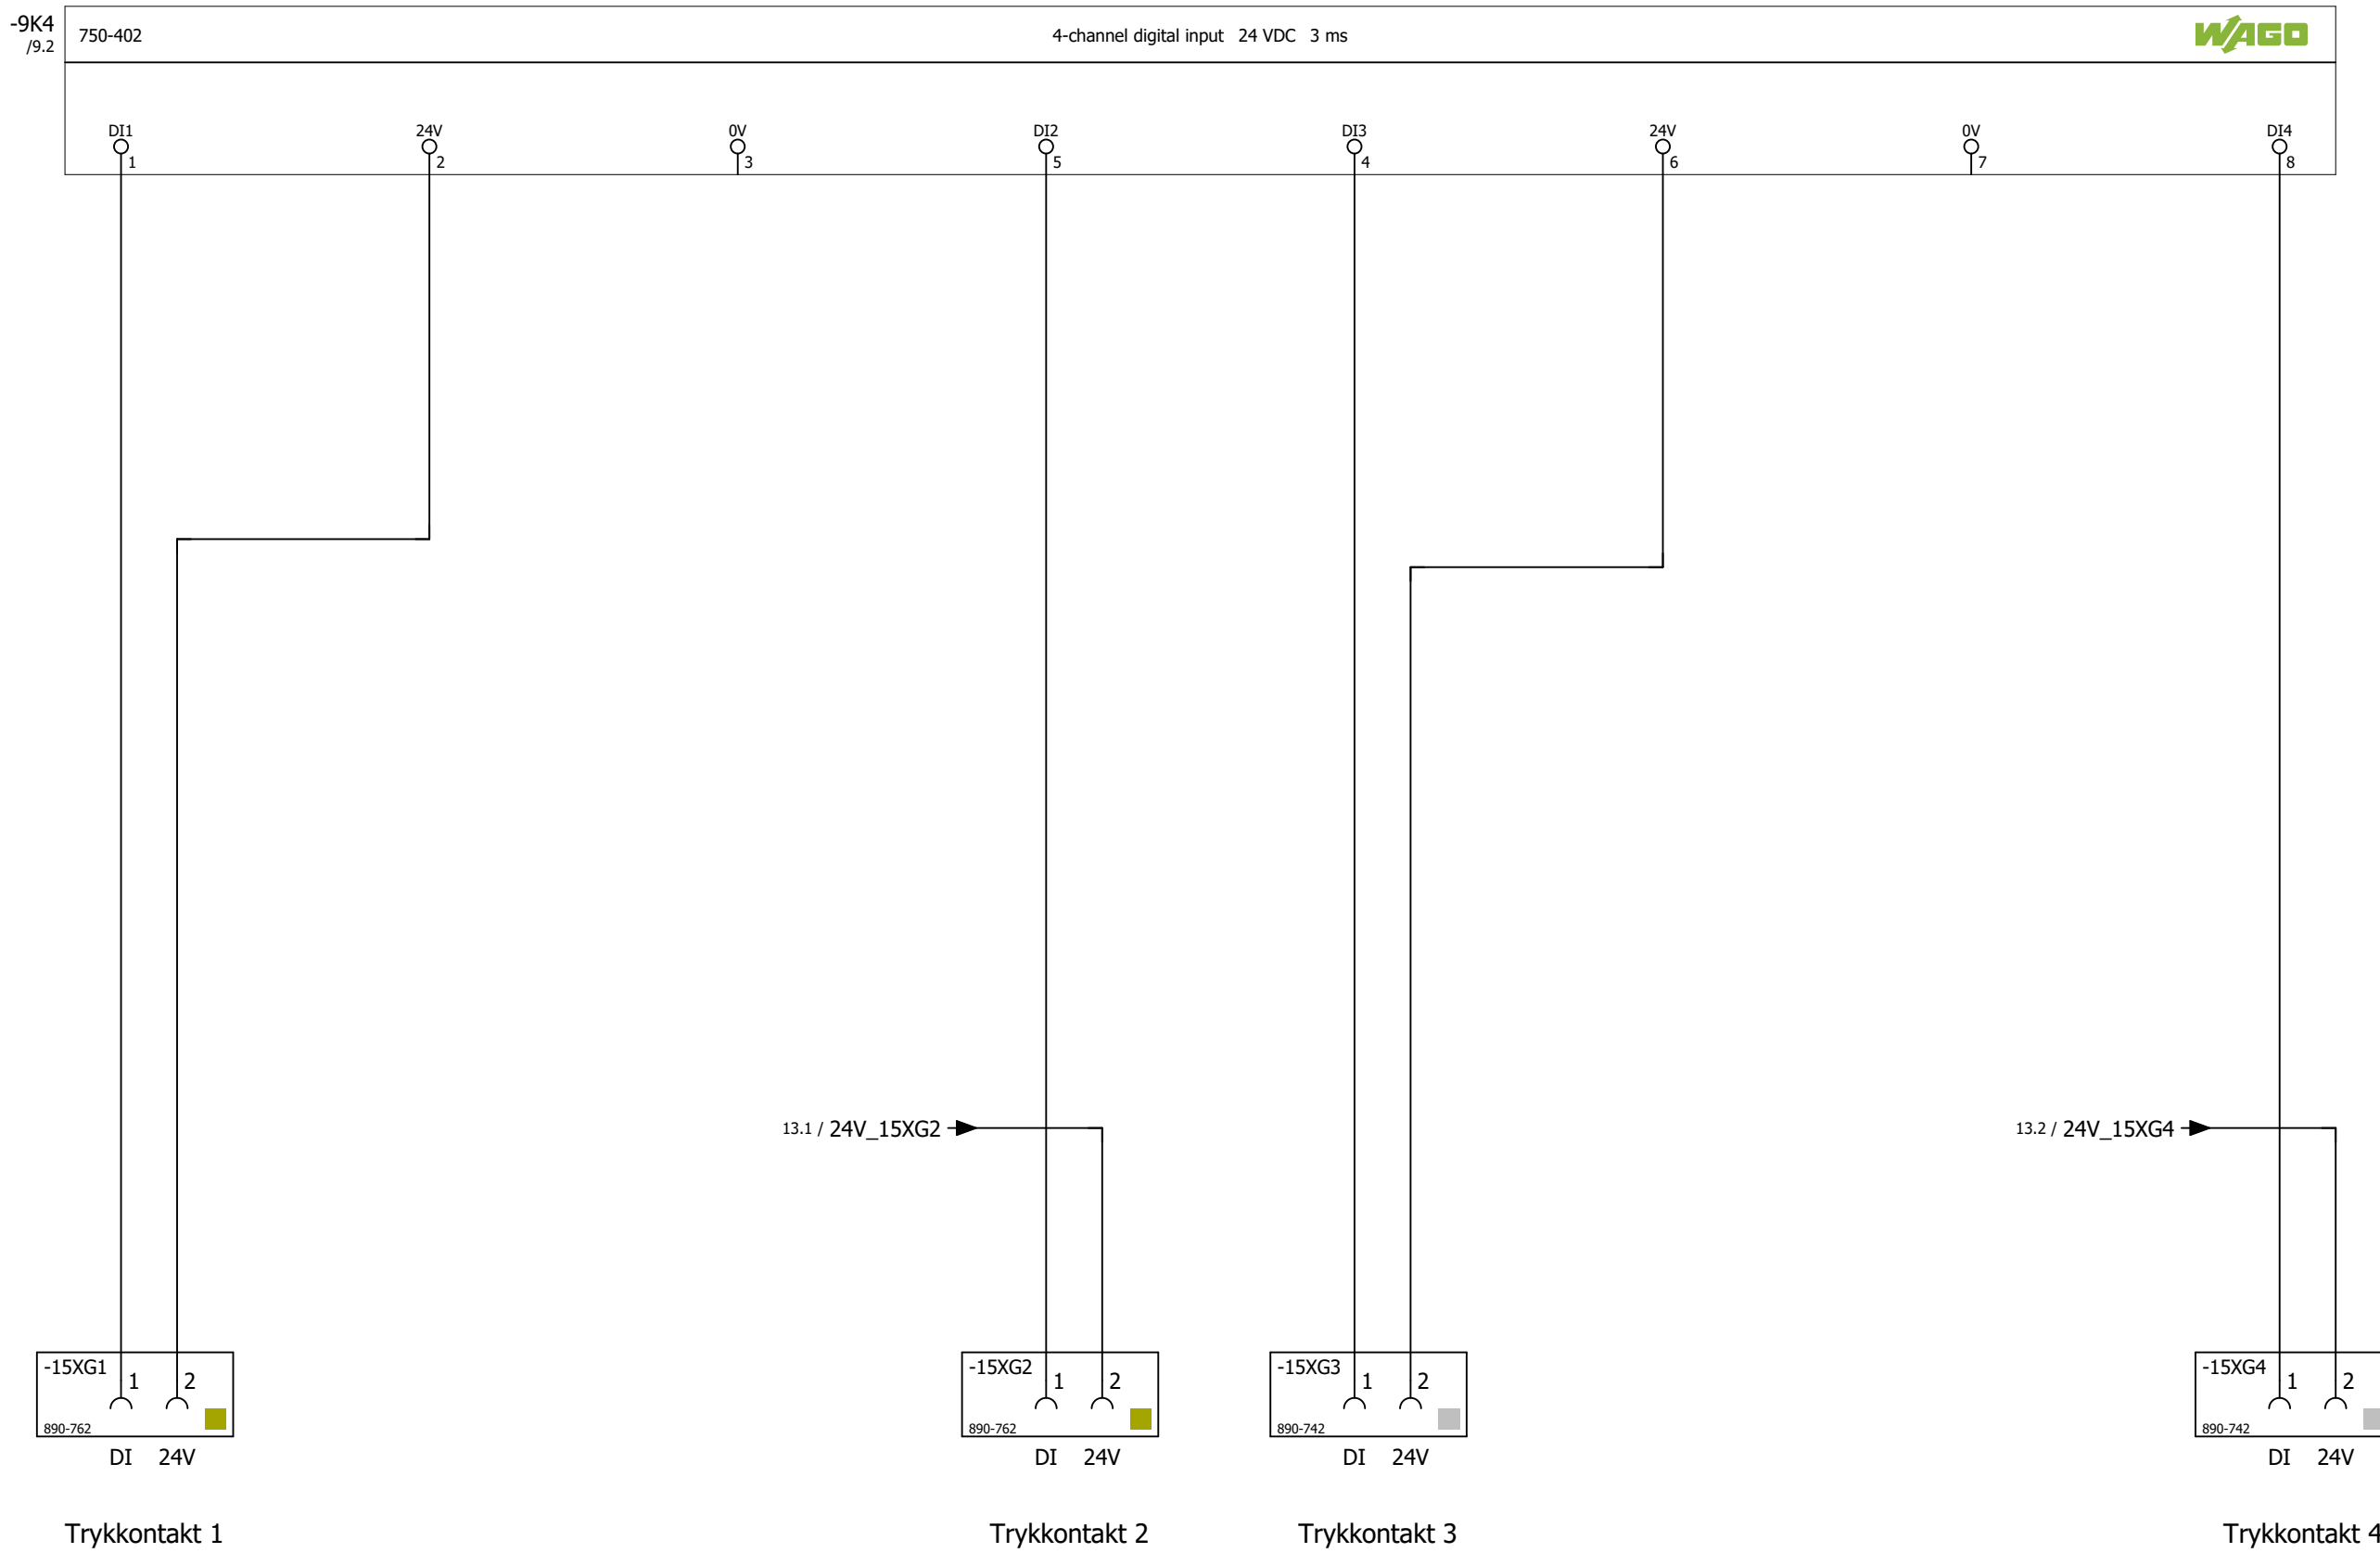 -9K4
/9.2
750-402
4-channel digital input 24 VDC 3 ms
WAGO
DI1 24V 0V DI2 DI3 24V 0V DI4
1 2 3 5 4 6 7 8
13.1 / 24V_15XG2
13.2 / 24V_15XG4
-15XG1 1 2
890-762
DI 24V
Trykkontakt 1
-15XG2 1 2
890-762
DI 24V
Trykkontakt 2
-15XG3 1 2
890-742
DI 24V
Trykkontakt 3
-15XG4 1 2
890-742
DI 24V
Trykkontakt 4